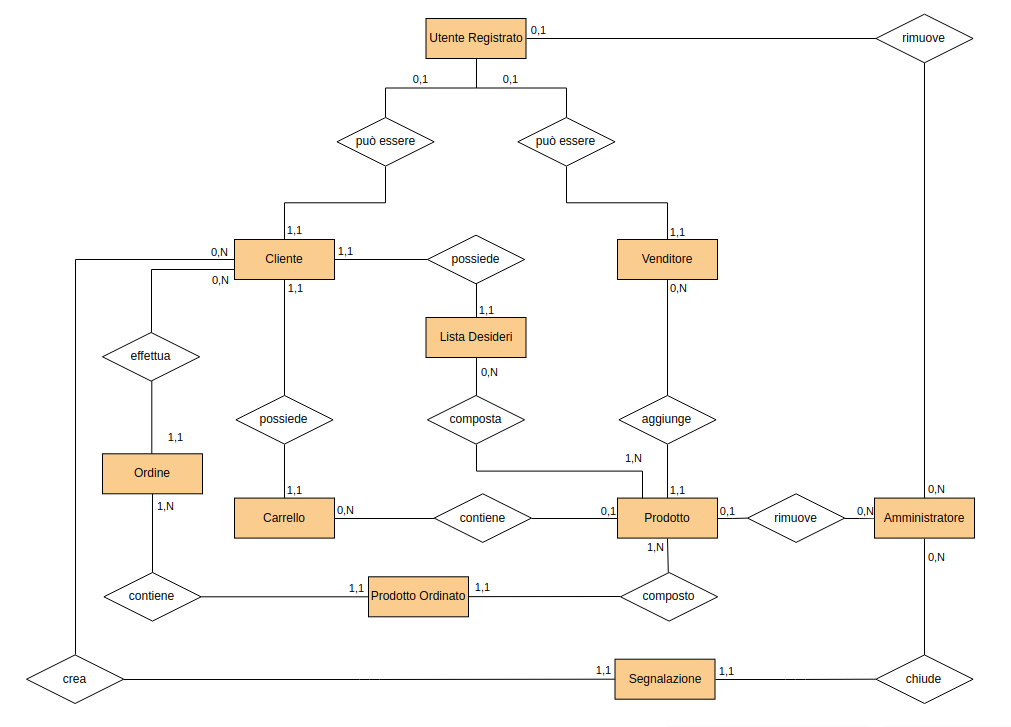 Utente Registrato
0,1
rimuove
0,1
0,1
può essere
può essere
1,1
1,1
0,N
Cliente
1,1
possiede
Venditore
0,N
1,1
0,N
1,1
Lista Desideri
effettua
0,N
possiede
composta
aggiunge
1,1
1,N
Ordine
1,1
1,1
0,N
1,N
Carrello
0,N
contiene
0,1
Prodotto
0,1
rimuove
0,N
Amministratore
1,N
0,N
contiene
1,1
Prodotto Ordinato
1,1
composto
crea
1,1
Segnalazione
1,1
chiude